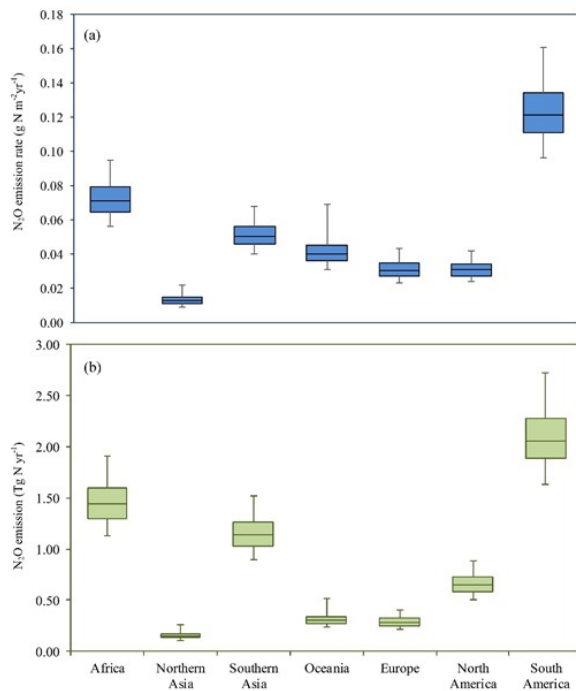 0.18
(a)
0.16
0.14
0.12
0.10
0.08
0.06
0.04
0.02
0.00
N₂O emission rate (g N m⁻²yr⁻¹)
3.00
(b)
2.50
2.00
1.50
1.00
0.50
0.00
N₂O emission (Tg N yr⁻¹)
Africa Northern Southern Oceania Europe North South
Asia Asia America America